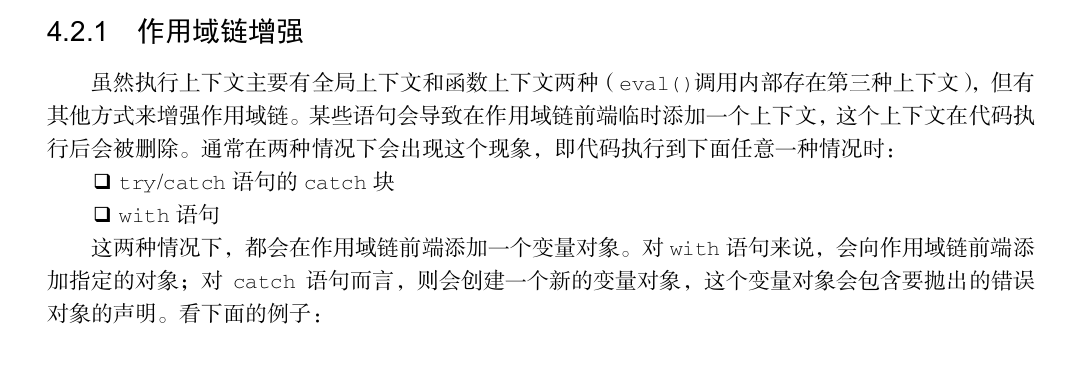 4.2.1 作用域链增强
虽然执行上下文主要有全局上下文和函数上下文两种（eval()调用内部存在第三种上下文），但有
其他方式来增强作用域链。某些语句会导致在作用域链前端临时添加一个上下文，这个上下文在代码执
行后会被删除。通常在两种情况下会出现这个现象，即代码执行到下面任意一种情况时：
❑ try/catch 语句的 catch 块
❑ with 语句
这两种情况下，都会在作用域链前端添加一个变量对象。对 with 语句来说，会向作用域链前端添
加指定的对象；对 catch 语句而言，则会创建一个新的变量对象，这个变量对象会包含要抛出的错误
对象的声明。看下面的例子：